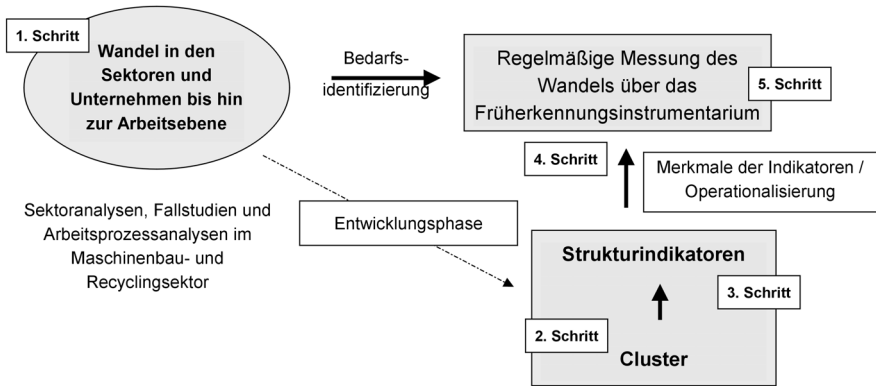 1. Schritt
Wandel in den
Sektoren und
Unternehmen bis hin
zur Arbeitsebene
Bedarfs-
identifizierung
Regelmäßige Messung des
Wandels über das
Früherkennungsinstrumentarium
5. Schritt
4. Schritt
Merkmale der Indikatoren /
Operationalisierung
Sektoranalysen, Fallstudien und
Arbeitsprozessanalysen im
Maschinenbau- und
Recyclingsektor
Entwicklungsphase
Strukturindikatoren
3. Schritt
2. Schritt
Cluster